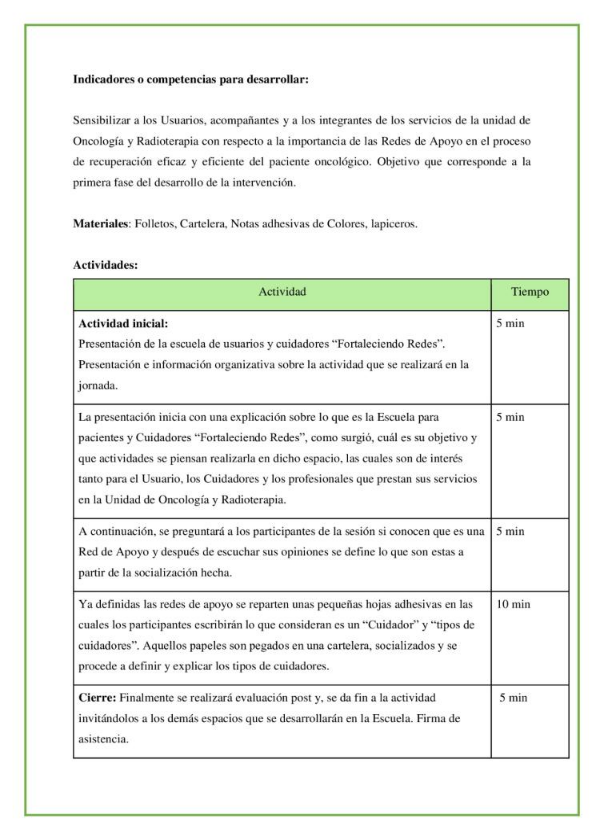 Indicadores o competencias para desarrollar:
Sensibilizar a los Usuarios, acompañantes y a los integrantes de los servicios de la unidad de
Oncología y Radioterapia con respecto a la importancia de las Redes de Apoyo en el proceso
de recuperación eficaz y eficiente del paciente oncológico. Objetivo que corresponde a la
primera fase del desarrollo de la intervención.
Materiales: Folletos, Cartelera, Notas adhesivas de Colores, lapiceros.
Actividades:
Actividad Tiempo
Actividad inicial: 5 min
Presentación de la escuela de usuarios y cuidadores “Fortaleciendo Redes”.
Presentación e información organizativa sobre la actividad que se realizará en la
jornada.
La presentación inicia con una explicación sobre lo que es la Escuela para 5 min
pacientes y Cuidadores “Fortaleciendo Redes”, como surgió, cuál es su objetivo y
que actividades se piensan realizarla en dicho espacio, las cuales son de interés
tanto para el Usuario, los Cuidadores y los profesionales que prestan sus servicios
en la Unidad de Oncología y Radioterapia.
A continuación, se preguntará a los participantes de la sesión si conocen que es una 5 min
Red de Apoyo y después de escuchar sus opiniones se define lo que son estas a
partir de la socialización hecha.
Ya definidas las redes de apoyo se reparten unas pequeñas hojas adhesivas en las 10 min
cuales los participantes escribirán lo que consideran es un “Cuidador” y “tipos de
cuidadores”. Aquellos papeles son pegados en una cartelera, socializados y se
procede a definir y explicar los tipos de cuidadores.
Cierre: Finalmente se realizará evaluación post y, se da fin a la actividad 5 min
invitándolos a los demás espacios que se desarrollarán en la Escuela. Firma de
asistencia.